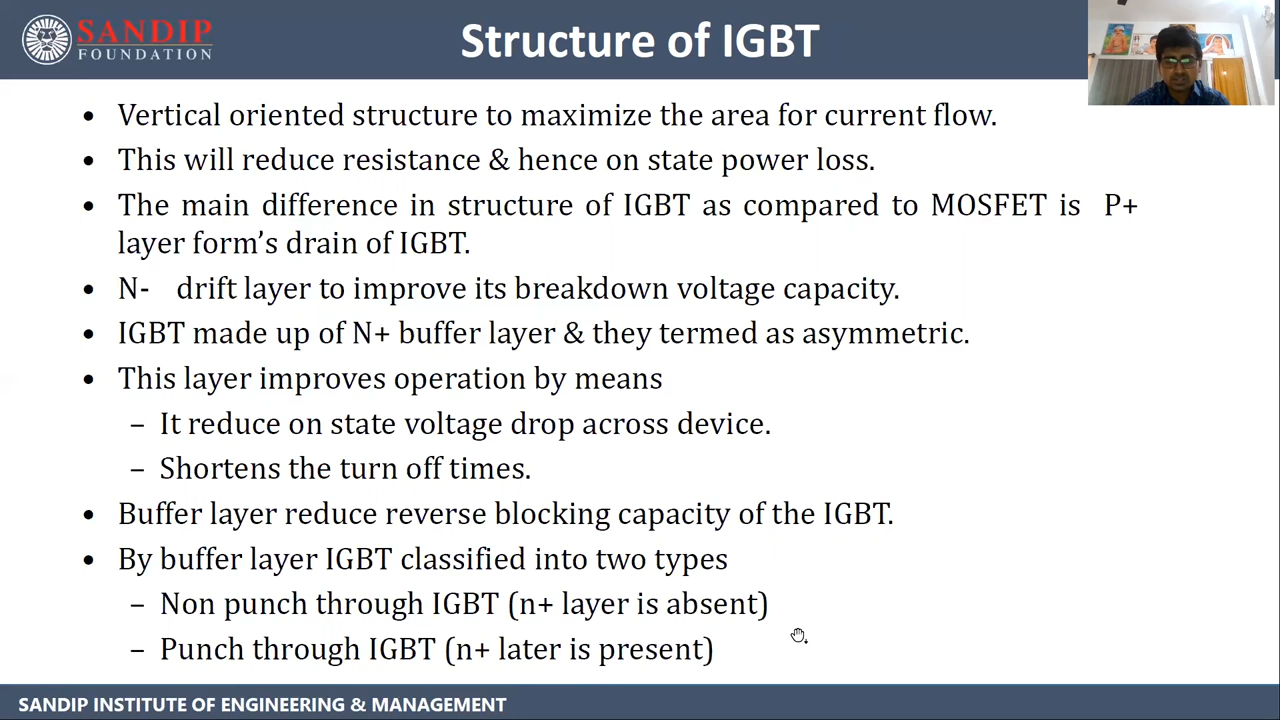 SANDIP
FOUNDATION
Structure of IGBT
• Vertical oriented structure to maximize the area for current flow.
• This will reduce resistance & hence on state power loss.
• The main difference in structure of IGBT as compared to MOSFET is P+
layer form's drain of IGBT.
• N- drift layer to improve its breakdown voltage capacity.
• IGBT made up of N+ buffer layer & they termed as asymmetric.
• This layer improves operation by means
– It reduce on state voltage drop across device.
– Shortens the turn off times.
• Buffer layer reduce reverse blocking capacity of the IGBT.
• By buffer layer IGBT classified into two types
– Non punch through IGBT (n+ layer is absent)
– Punch through IGBT (n+ later is present)
SANDIP INSTITUTE OF ENGINEERING & MANAGEMENT